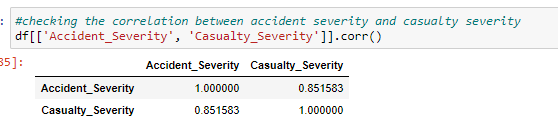 : #checking the correlation between accident severity and casualty severity
df[['Accident_Severity', 'Casualty_Severity']].corr()
85]:
Accident_Severity Casualty_Severity
Accident_Severity 1.000000 0.851583
Casualty_Severity 0.851583 1.000000